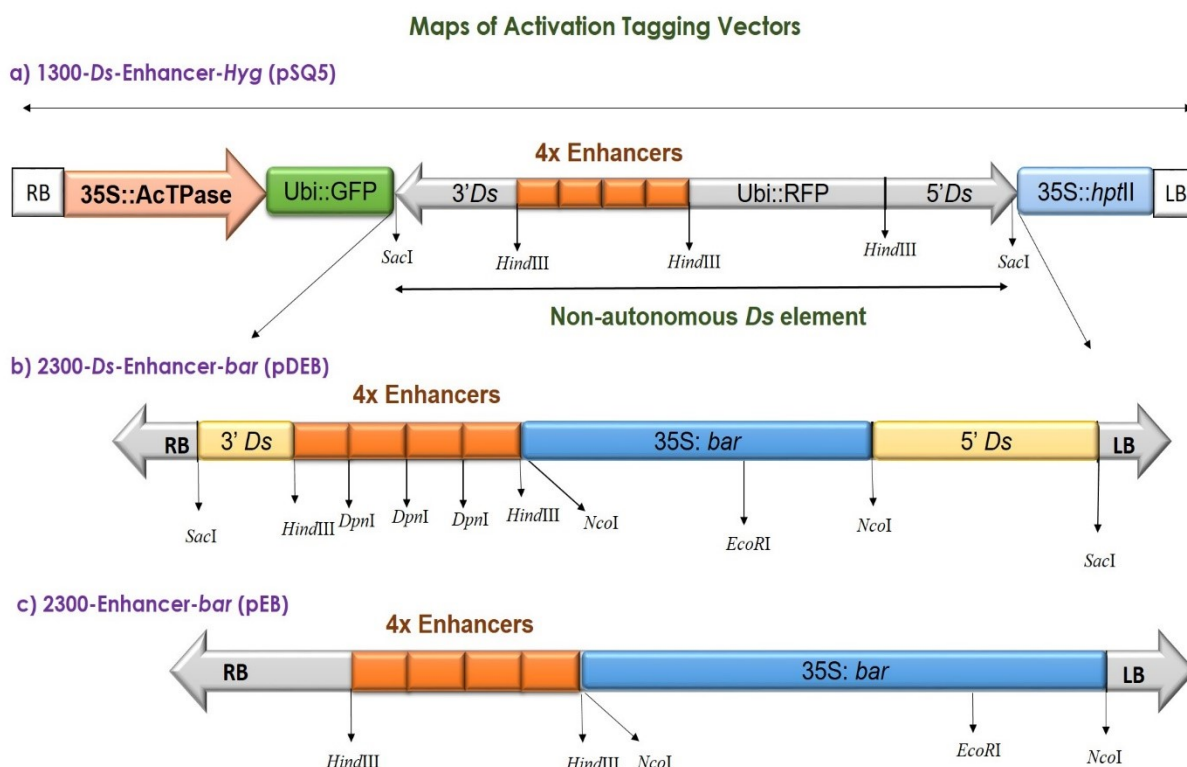 Maps of Activation Tagging Vectors
a) 1300-Ds-Enhancer-Hyg (pSQ5)
4x Enhancers
RB 35S::AcTPase Ubi::GFP 3'Ds Ubi::RFP 5'Ds 35S::hptII LB
SacI HindIII HindIII HindIII SacI
Non-autonomous Ds element
b) 2300-Ds-Enhancer-bar (pDEB)
4x Enhancers
RB 3' Ds 35S: bar 5' Ds LB
SacI HindIII DpnI DpnI DpnI HindIII NcoI EcoRI NcoI SacI
c) 2300-Enhancer-bar (pEB)
4x Enhancers
RB 35S: bar LB
HindIII HindIII NcoI EcoRI NcoI